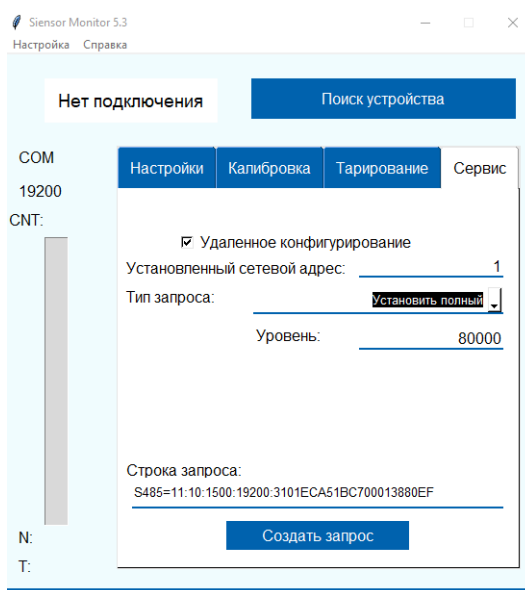 Siensor Monitor 5.3
Настройка Справка
Нет подключения
Поиск устройства
COM
19200
CNT:
Настройки
Калибровка
Тарирование
Сервис
Удаленное конфигурирование
Установленный сетевой адрес: 1
Тип запроса: Установить полный
Уровень: 80000
Строка запроса:
S485=11:10:1500:19200:3101ECA51BC700013880EF
Создать запрос
N:
T: